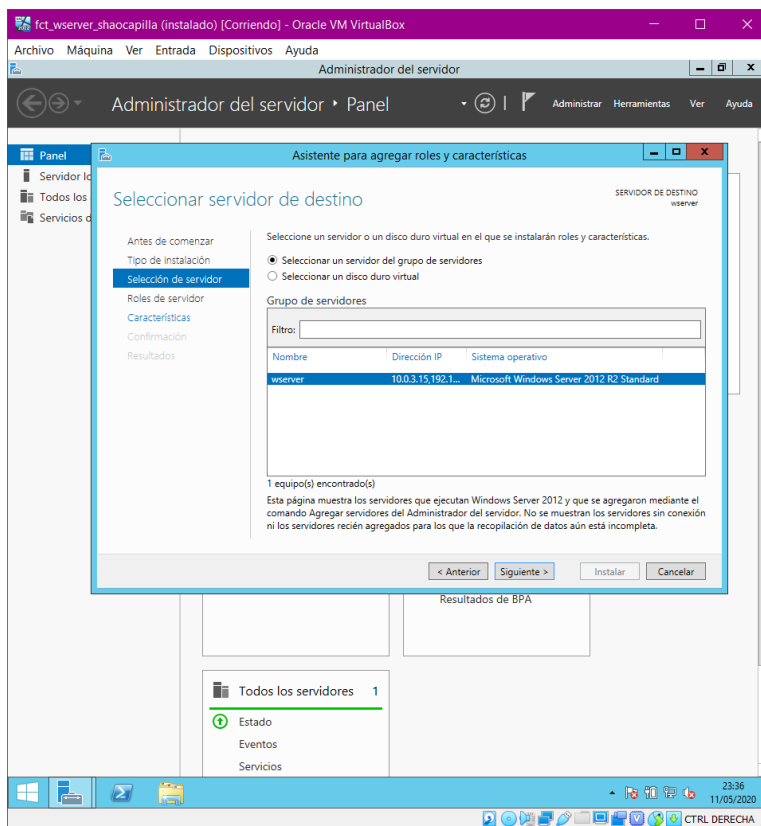 fct_wserver_shaocapilla (instalado) [Corriendo] - Oracle VM VirtualBox
Archivo Máquina Ver Entrada Dispositivos Ayuda
Administrador del servidor
Administrador del servidor ‣ Panel
Administrar Herramientas Ver Ayuda
Panel
Servidor lo
Todos los
Servicios d
Asistente para agregar roles y características
Seleccionar servidor de destino
SERVIDOR DE DESTINO
wserver
Antes de comenzar
Tipo de instalación
Selección de servidor
Roles de servidor
Características
Confirmación
Resultados
Seleccione un servidor o un disco duro virtual en el que se instalarán roles y características.
Seleccionar un servidor del grupo de servidores
Seleccionar un disco duro virtual
Grupo de servidores
Filtro:
Nombre Dirección IP Sistema operativo
wserver 10.0.3.15,192.1... Microsoft Windows Server 2012 R2 Standard
1 equipo(s) encontrado(s)
Esta página muestra los servidores que ejecutan Windows Server 2012 y que se agregaron mediante el
comando Agregar servidores del Administrador del servidor. No se muestran los servidores sin conexión
ni los servidores recién agregados para los que la recopilación de datos aún está incompleta.
< Anterior Siguiente > Instalar Cancelar
Resultados de BPA
Todos los servidores 1
Estado
Eventos
Servicios
23:36
11/05/2020
CTRL DERECHA